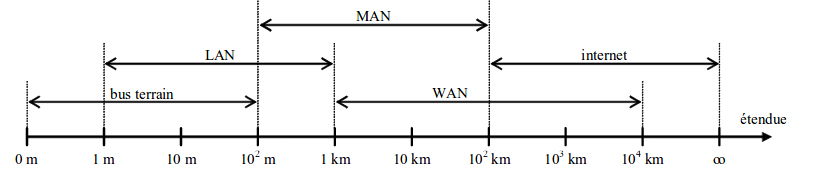 MAN
LAN
internet
bus terrain
WAN
étendue
0 m 1 m 10 m 10² m 1 km 10 km 10² km 10³ km 10⁴ km ∞